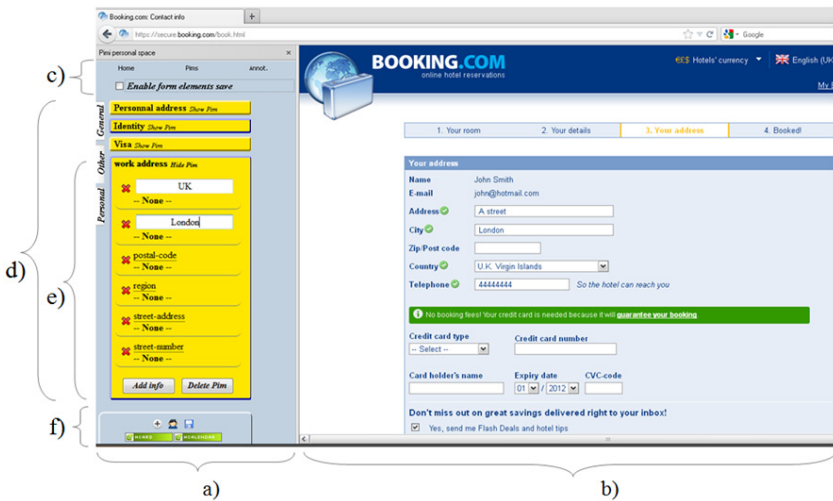 Booking.com: Contact info
+
https://secure.booking.com/book.html
Google
Pimi personal space
×
Home Pims annot.
Enable form elements save
General
Other
Personal
Personnal address Show Pim
Identity Show Pim
Visa Show Pim
work address Hide Pim
UK
-- None --
London
-- None --
postal-code
-- None --
region
-- None --
street-address
-- None --
street-number
-- None --
Add info Delete Pim
HCARD HCALENDAR
BOOKING.COM
online hotel reservations
€£$ Hotels' currency
English (UK
My
1. Your room 2. Your details 3. Your address 4. Booked!
Your address
Name John Smith
E-mail john@hotmail.com
Address A street
City London
Zip/Post code
Country U.K. Virgin Islands
Telephone 44444444 So the hotel can reach you
No booking fees! Your credit card is needed because it will guarantee your booking
Credit card type Credit card number
-- Select --
Card holder's name Expiry date CVC-code
01 / 2012
Don't miss out on great savings delivered right to your inbox!
Yes, send me Flash Deals and hotel tips
c)
d)
e)
f)
a)
b)